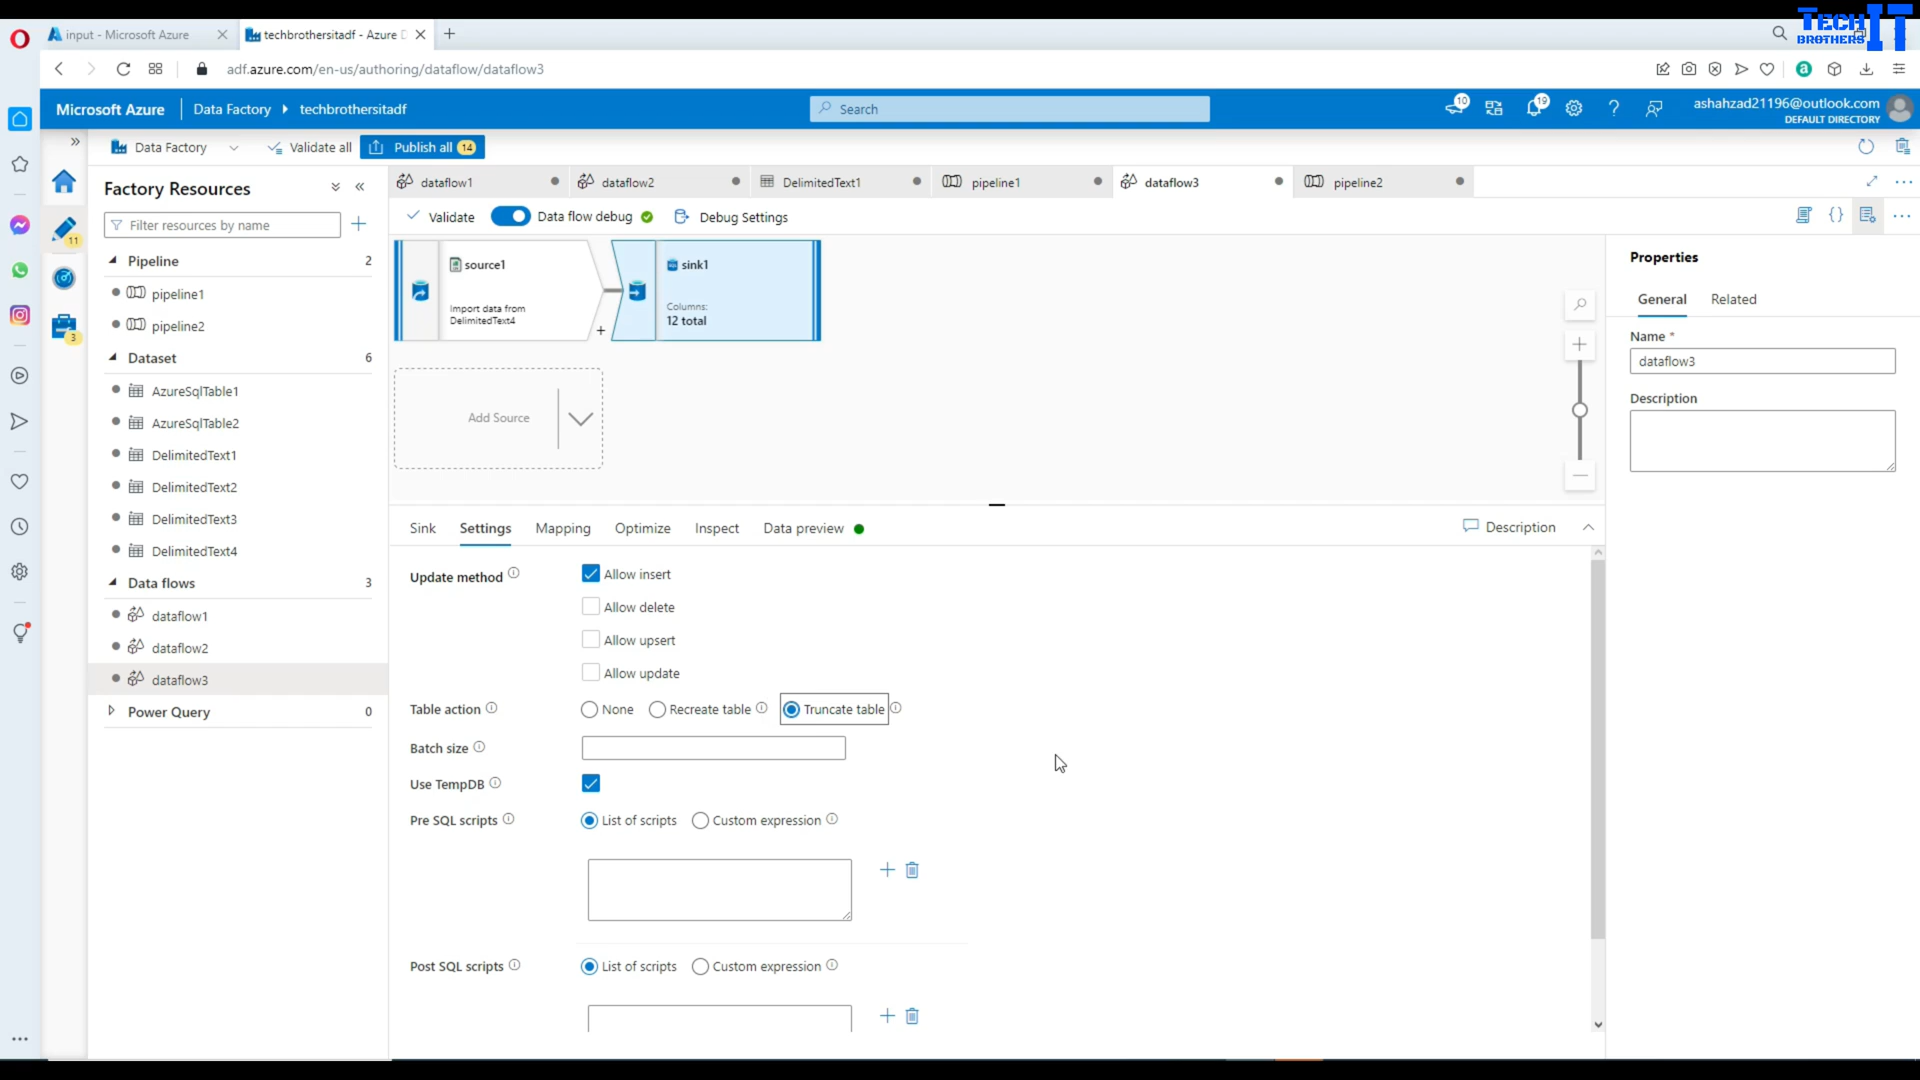 TECH IT
BROTHERS
input - Microsoft Azure
techbrothersitadf - Azure D
adf.azure.com/en-us/authoring/dataflow/dataflow3
Microsoft Azure
Data Factory
techbrothersitadf
Search
10
19
ashahzad21196@outlook.com
DEFAULT DIRECTORY
Data Factory
Validate all
Publish all 14
Factory Resources
Filter resources by name
11
3
Pipeline 2
pipeline1
pipeline2
Dataset 6
AzureSqlTable1
AzureSqlTable2
DelimitedText1
DelimitedText2
DelimitedText3
DelimitedText4
Data flows 3
dataflow1
dataflow2
dataflow3
Power Query 0
dataflow1
dataflow2
DelimitedText1
pipeline1
dataflow3
pipeline2
Validate
Data flow debug
Debug Settings
source1
Import data from
DelimitedText4
sink1
Columns:
12 total
Add Source
Sink
Settings
Mapping
Optimize
Inspect
Data preview
Description
Update method
Allow insert
Allow delete
Allow upsert
Allow update
Table action
None
Recreate table
Truncate table
Batch size
Use TempDB
Pre SQL scripts
List of scripts
Custom expression
Post SQL scripts
List of scripts
Custom expression
Properties
General
Related
Name *
dataflow3
Description